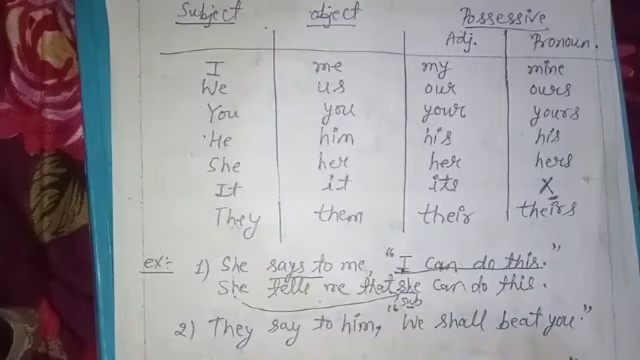 Subject object Possessive
Adj. Pronoun.
I me my mine
We us our ours
You you your yours
He him his his
She her her hers
It it its X
They them their theirs
ex:- 1) She says to me, "I can do this."
She tells me that she can do this.
sub
2) They say to him, "We shall beat you."